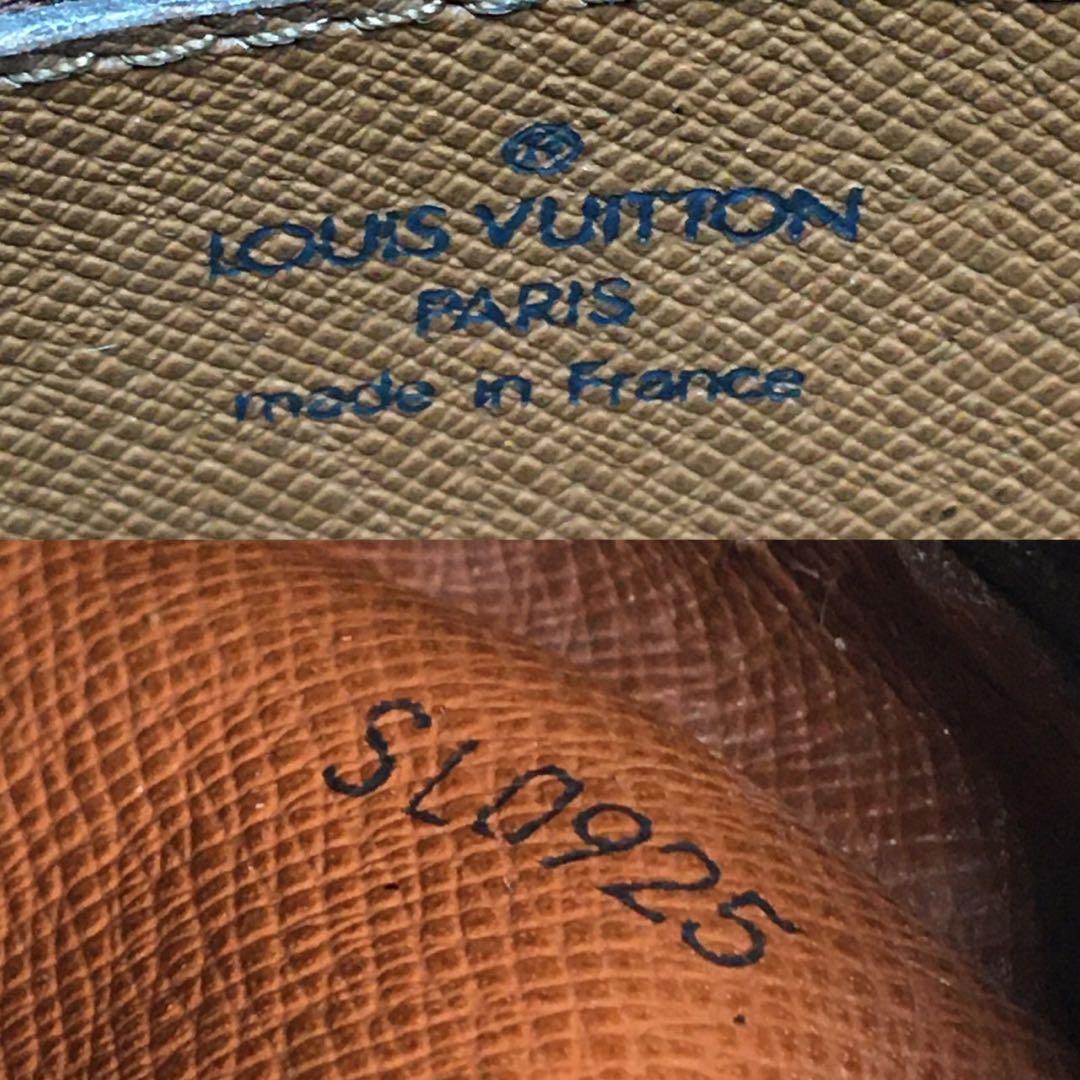 ®
LOUIS VUITTON
PARIS
made in France
SL0925